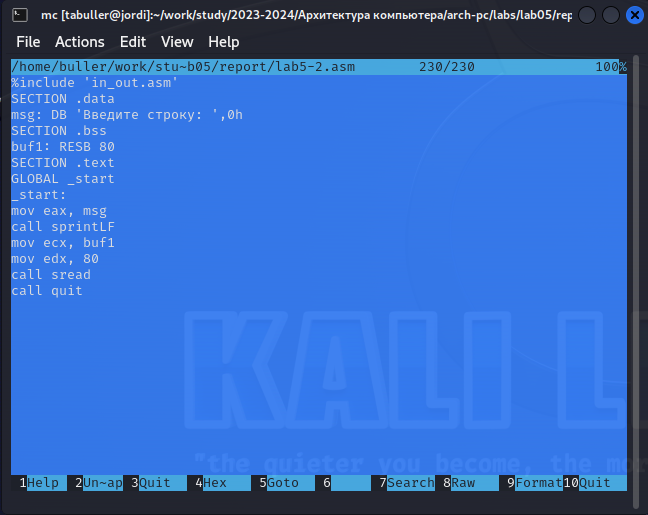 mc [tabuller@jordi]:~/work/study/2023-2024/Архитектура компьютера/arch-pc/labs/lab05/rep
File Actions Edit View Help
/home/buller/work/stu~b05/report/lab5-2.asm 230/230 100%
%include 'in_out.asm'
SECTION .data
msg: DB 'Введите строку: ',0h
SECTION .bss
buf1: RESB 80
SECTION .text
GLOBAL _start
_start:
mov eax, msg
call sprintLF
mov ecx, buf1
mov edx, 80
call sread
call quit
KALI L
"the quieter you become, the mor
1Help 2Un~ap 3Quit 4Hex 5Goto 6 7Search 8Raw 9Format 10Quit